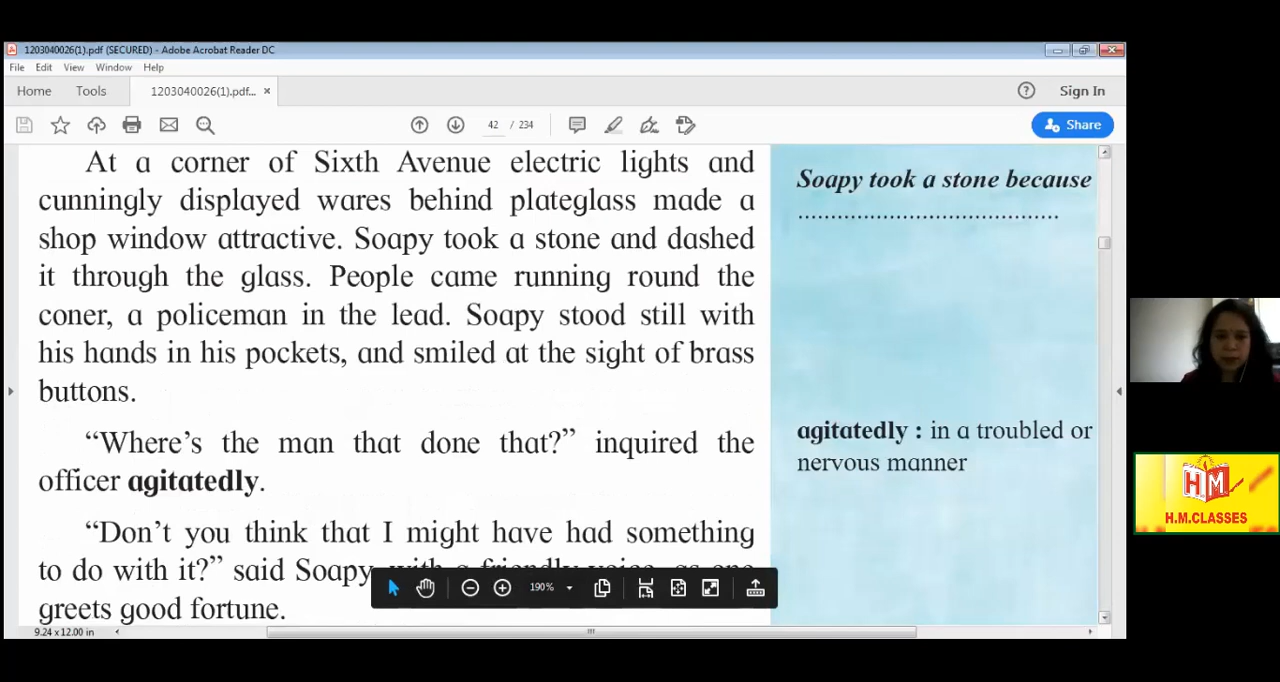 1203040026(1).pdf (SECURED) - Adobe Acrobat Reader DC
File Edit View Window Help
Home Tools 1203040026(1).pdf... × Sign In
42 / 234 Share
At a corner of Sixth Avenue electric lights and
cunningly displayed wares behind plateglass made a
shop window attractive. Soapy took a stone and dashed
it through the glass. People came running round the
coner, a policeman in the lead. Soapy stood still with
his hands in his pockets, and smiled at the sight of brass
buttons.
“Where’s the man that done that?” inquired the
officer agitatedly.
“Don’t you think that I might have had something
to do with it?” said Soapy, with a friendly voice, as one
greets good fortune.
Soapy took a stone because
.......................................
agitatedly : in a troubled or
nervous manner
190%
9.24 x 12.00 in
HM
H.M.CLASSES